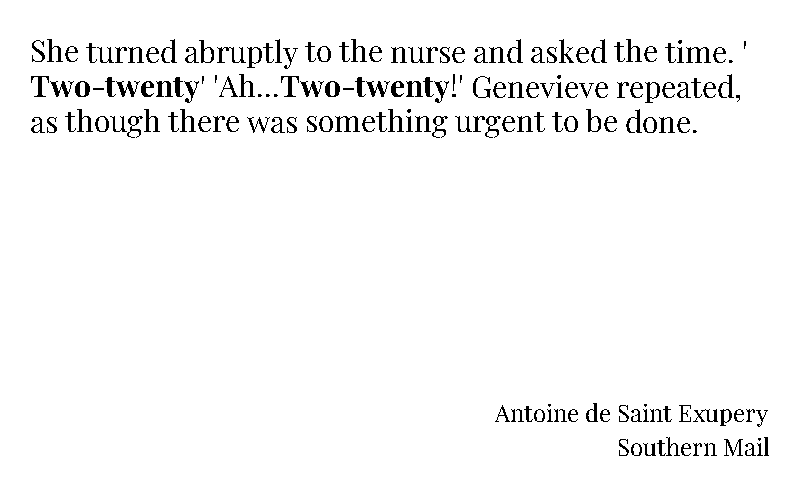 She turned abruptly to the nurse and asked the time. '
Two-twenty' 'Ah...Two-twenty!' Genevieve repeated,
as though there was something urgent to be done.
Antoine de Saint Exupery
Southern Mail